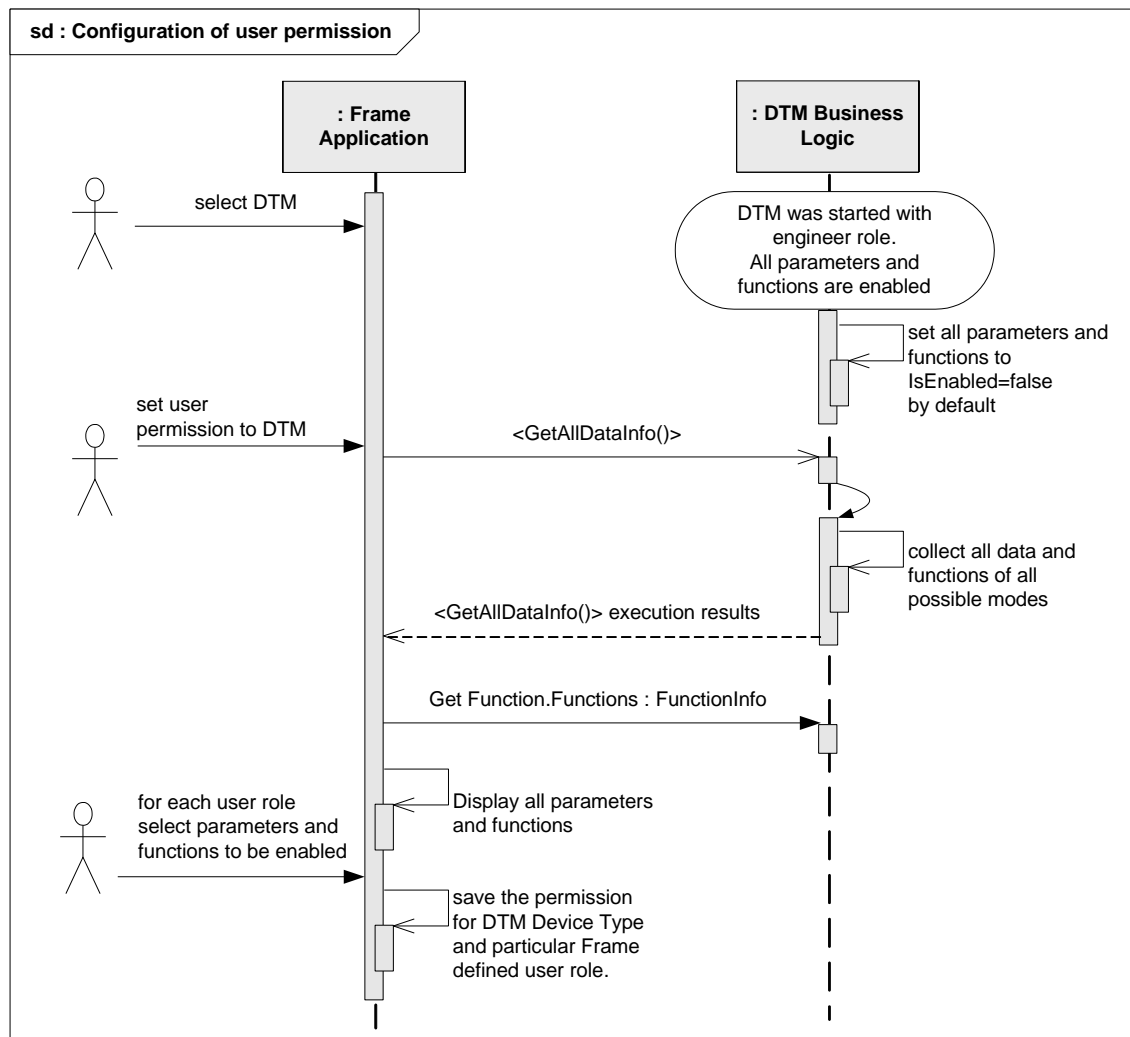 sd : Configuration of user permission
: Frame
Application
: DTM Business
Logic
select DTM
DTM was started with
engineer role.
All parameters and
functions are enabled
set all parameters and
functions to
IsEnabled=false
by default
set user
permission to DTM
<GetAllDataInfo()>
collect all data and
functions of all
possible modes
<GetAllDataInfo()> execution results
Get Function.Functions : FunctionInfo
Display all parameters
and functions
for each user role
select parameters and
functions to be enabled
save the permission
for DTM Device Type
and particular Frame
defined user role.